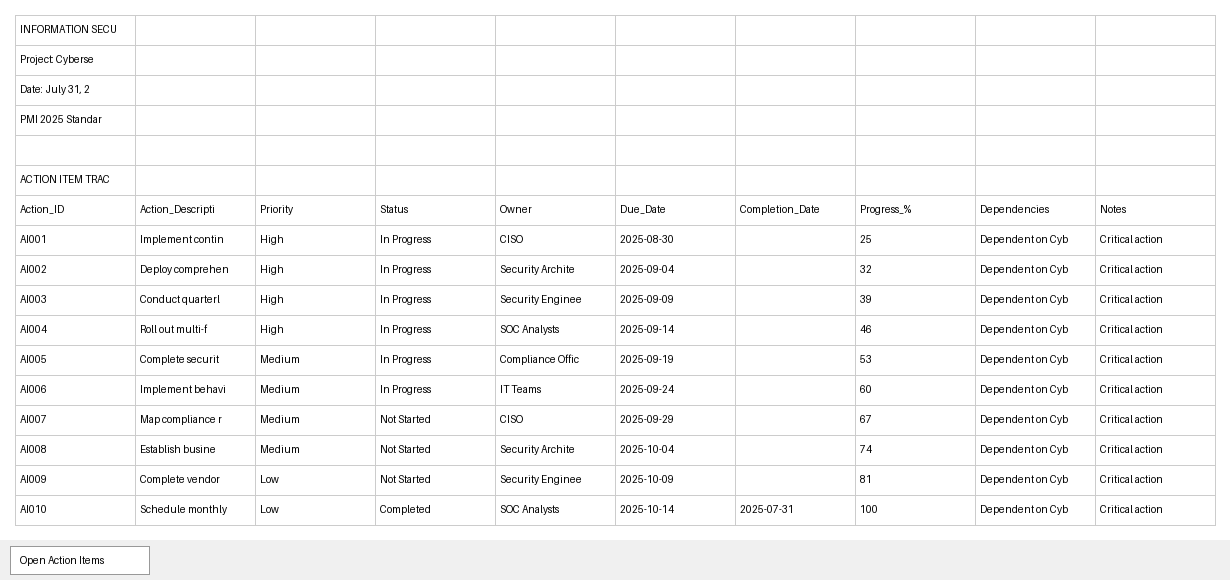 INFORMATION SECU
Project: Cyberse
Date: July 31, 2
PMI 2025 Standar
ACTION ITEM TRAC
Action_ID Action_Descripti Priority Status Owner Due_Date Completion_Date Progress_% Dependencies Notes
AI001 Implement contin High In Progress CISO 2025-08-30 25 Dependent on Cyb Critical action
AI002 Deploy comprehen High In Progress Security Archite 2025-09-04 32 Dependent on Cyb Critical action
AI003 Conduct quarterl High In Progress Security Enginee 2025-09-09 39 Dependent on Cyb Critical action
AI004 Roll out multi-f High In Progress SOC Analysts 2025-09-14 46 Dependent on Cyb Critical action
AI005 Complete securit Medium In Progress Compliance Offic 2025-09-19 53 Dependent on Cyb Critical action
AI006 Implement behavi Medium In Progress IT Teams 2025-09-24 60 Dependent on Cyb Critical action
AI007 Map compliance r Medium Not Started CISO 2025-09-29 67 Dependent on Cyb Critical action
AI008 Establish busine Medium Not Started Security Archite 2025-10-04 74 Dependent on Cyb Critical action
AI009 Complete vendor Low Not Started Security Enginee 2025-10-09 81 Dependent on Cyb Critical action
AI010 Schedule monthly Low Completed SOC Analysts 2025-10-14 2025-07-31 100 Dependent on Cyb Critical action
Open Action Items